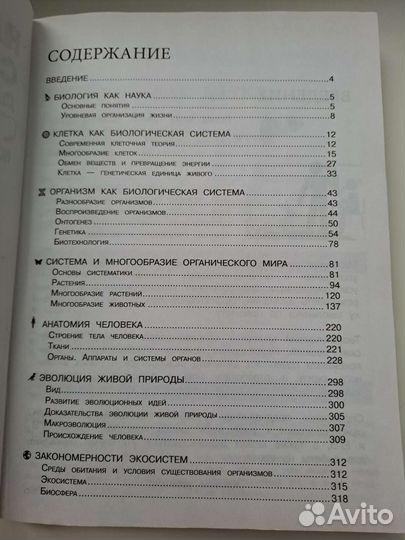 СОДЕРЖАНИЕ
ВВЕДЕНИЕ 4
БИОЛОГИЯ КАК НАУКА 5
Основные понятия 5
Уровневая организация жизни 8
КЛЕТКА КАК БИОЛОГИЧЕСКАЯ СИСТЕМА 12
Современная клеточная теория 12
Многообразие клеток 15
Обмен веществ и превращение энергии 27
Клетка — генетическая единица живого 33
ОРГАНИЗМ КАК БИОЛОГИЧЕСКАЯ СИСТЕМА 43
Разнообразие организмов 43
Воспроизведение организмов 44
Онтогенез 50
Генетика 54
Биотехнология 78
СИСТЕМА И МНОГООБРАЗИЕ ОРГАНИЧЕСКОГО МИРА 81
Основы систематики 81
Растения 94
Многообразие растений 120
Многообразие животных 137
АНАТОМИЯ ЧЕЛОВЕКА 220
Строение тела человека 220
Ткани 221
Органы. Аппараты и системы органов 228
ЭВОЛЮЦИЯ ЖИВОЙ ПРИРОДЫ 298
Вид 298
Развитие эволюционных идей 300
Доказательства эволюции живой природы 305
Макроэволюция 307
Происхождение человека 309
ЗАКОНОМЕРНОСТИ ЭКОСИСТЕМ 312
Среды обитания и условия существования организмов 312
Экосистема 315
Биосфера 318
Avito